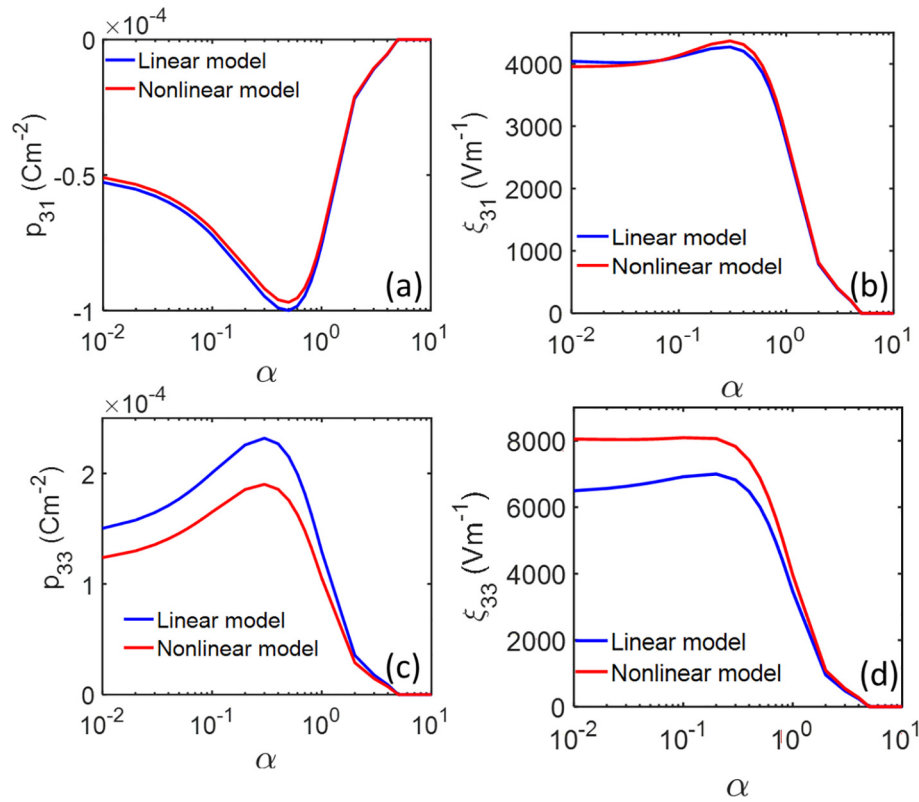 ×10⁻⁴
0
-0.5
-1
p₃₁ (Cm⁻²)
Linear model
Nonlinear model
(a)
10⁻² 10⁻¹ 10⁰ 10¹
α
4000
3000
2000
1000
0
ξ₃₁ (Vm⁻¹)
Linear model
Nonlinear model
(b)
10⁻² 10⁻¹ 10⁰ 10¹
α
×10⁻⁴
2
1
0
p₃₃ (Cm⁻²)
Linear model
Nonlinear model
(c)
10⁻² 10⁻¹ 10⁰ 10¹
α
8000
6000
4000
2000
0
ξ₃₃ (Vm⁻¹)
Linear model
Nonlinear model
(d)
10⁻² 10⁻¹ 10⁰ 10¹
α